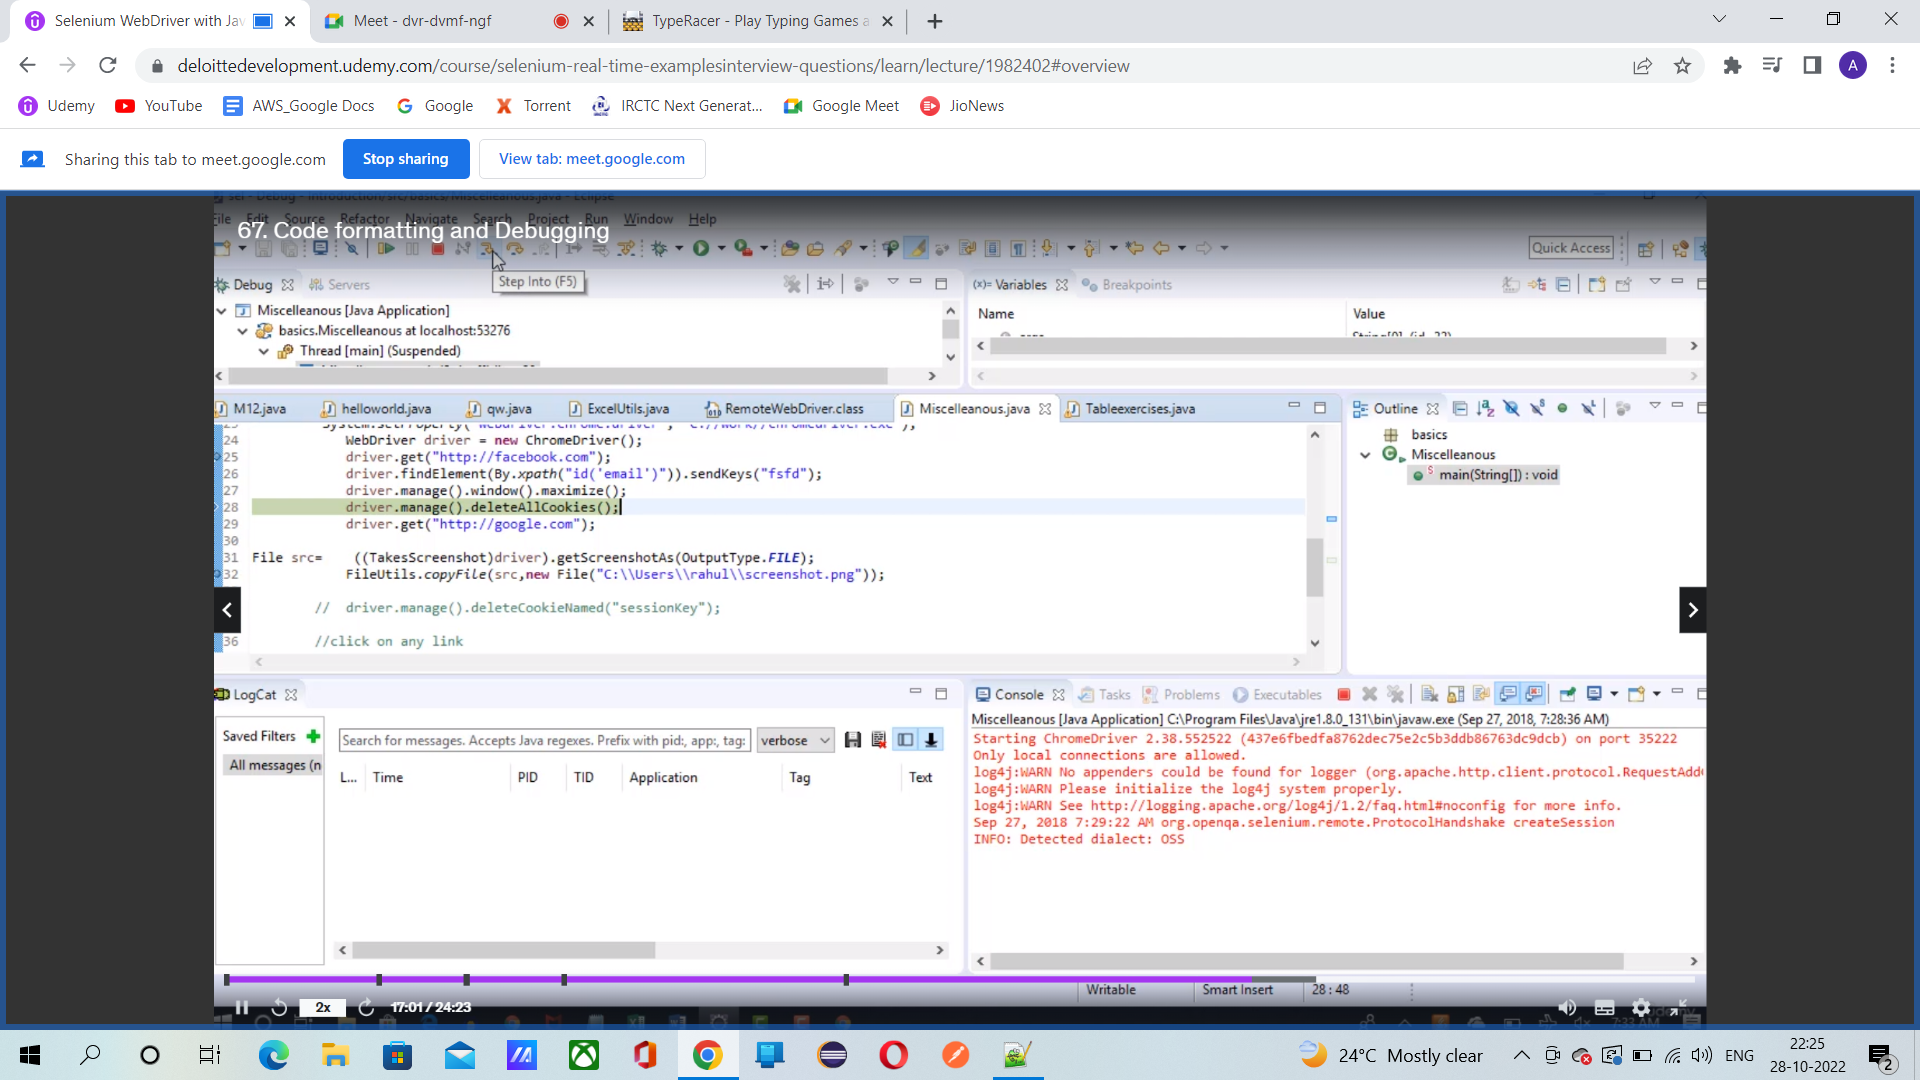 Selenium WebDriver with Jav
Meet - dvr-dvmf-ngf
TypeRacer - Play Typing Games a
deloittedevelopment.udemy.com/course/selenium-real-time-examplesinterview-questions/learn/lecture/1982402#overview
A
Udemy
YouTube
AWS_Google Docs
Google
Torrent
IRCTC Next Generat...
Google Meet
JioNews
Sharing this tab to meet.google.com
Stop sharing
View tab: meet.google.com
File Edit Source Refactor Navigate Search Project Run Window Help
67. Code formatting and Debugging
Quick Access
Step Into (F5)
Debug
Servers
Miscelleanous [Java Application]
basics.Miscelleanous at localhost:53276
Thread [main] (Suspended)
(x)= Variables
Breakpoints
Name
Value
M12.java
helloworld.java
qw.java
ExcelUtils.java
RemoteWebDriver.class
Miscelleanous.java
Tableexercises.java
24 WebDriver driver = new ChromeDriver();
25 driver.get("http://facebook.com");
26 driver.findElement(By.xpath("id('email')")).sendKeys("fsfd");
27 driver.manage().window().maximize();
28 driver.manage().deleteAllCookies();
29 driver.get("http://google.com");
30
31 File src= ((TakesScreenshot)driver).getScreenshotAs(OutputType.FILE);
32 FileUtils.copyFile(src,new File("C:\\Users\\rahul\\screenshot.png"));
// driver.manage().deleteCookieNamed("sessionKey");
36 //click on any link
Outline
basics
Miscelleanous
main(String[]) : void
LogCat
Saved Filters
All messages (n
Search for messages. Accepts Java regexes. Prefix with pid:, app:, tag:
verbose
L... Time PID TID Application Tag Text
Console
Tasks
Problems
Executables
Miscelleanous [Java Application] C:\Program Files\Java\jre1.8.0_131\bin\javaw.exe (Sep 27, 2018, 7:28:36 AM)
Starting ChromeDriver 2.38.552522 (437e6fbedfa8762dec75e2c5b3ddb86763dc9dcb) on port 35222
Only local connections are allowed.
log4j:WARN No appenders could be found for logger (org.apache.http.client.protocol.RequestAdd
log4j:WARN Please initialize the log4j system properly.
log4j:WARN See http://logging.apache.org/log4j/1.2/faq.html#noconfig for more info.
Sep 27, 2018 7:29:22 AM org.openqa.selenium.remote.ProtocolHandshake createSession
INFO: Detected dialect: OSS
Writable
Smart Insert
28 : 48
2x
17:01 / 24:23
24°C Mostly clear
ENG
22:25
28-10-2022
2